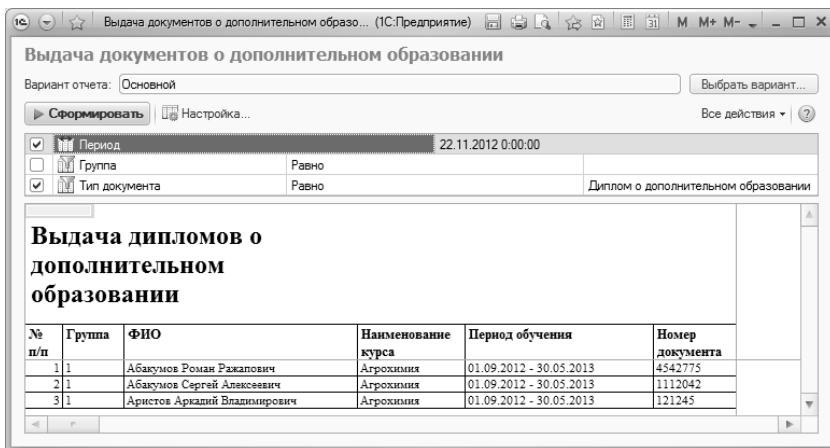 Выдача документов о дополнительном образо... (1С:Предприятие) M M+ M-
Выдача документов о дополнительном образовании
Вариант отчета: Основной Выбрать вариант...
Сформировать Настройка... Все действия
Период 22.11.2012 0:00:00
Группа Равно
Тип документа Равно Диплом о дополнительном образовании
Выдача дипломов о
дополнительном
образовании
№ Группа ФИО Наименование Период обучения Номер
п/п курса документа
1 1 Абакумов Роман Ражапович Агрохимия 01.09.2012 - 30.05.2013 4542775
2 1 Абакумов Сергей Алексеевич Агрохимия 01.09.2012 - 30.05.2013 1112042
3 1 Аристов Аркадий Владимирович Агрохимия 01.09.2012 - 30.05.2013 121245